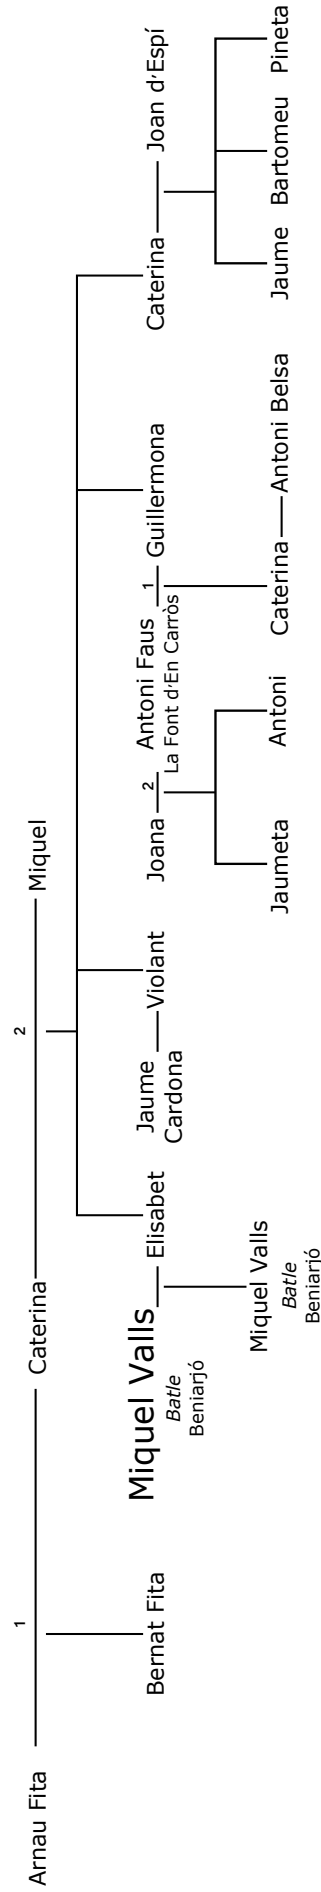 1
2
Arnau Fita
Caterina
Miquel
Bernat Fita
Miquel Valls
Batle
Beniarjó
Elisabet
Jaume
Cardona
Violant
Joana
2
Antoni Faus
La Font d'En Carròs
1
Guillermona
Caterina
Joan d'Espí
Miquel Valls
Batle
Beniarjó
Jaumeta
Antoni
Caterina
Antoni Belsa
Jaume
Bartomeu
Pineta